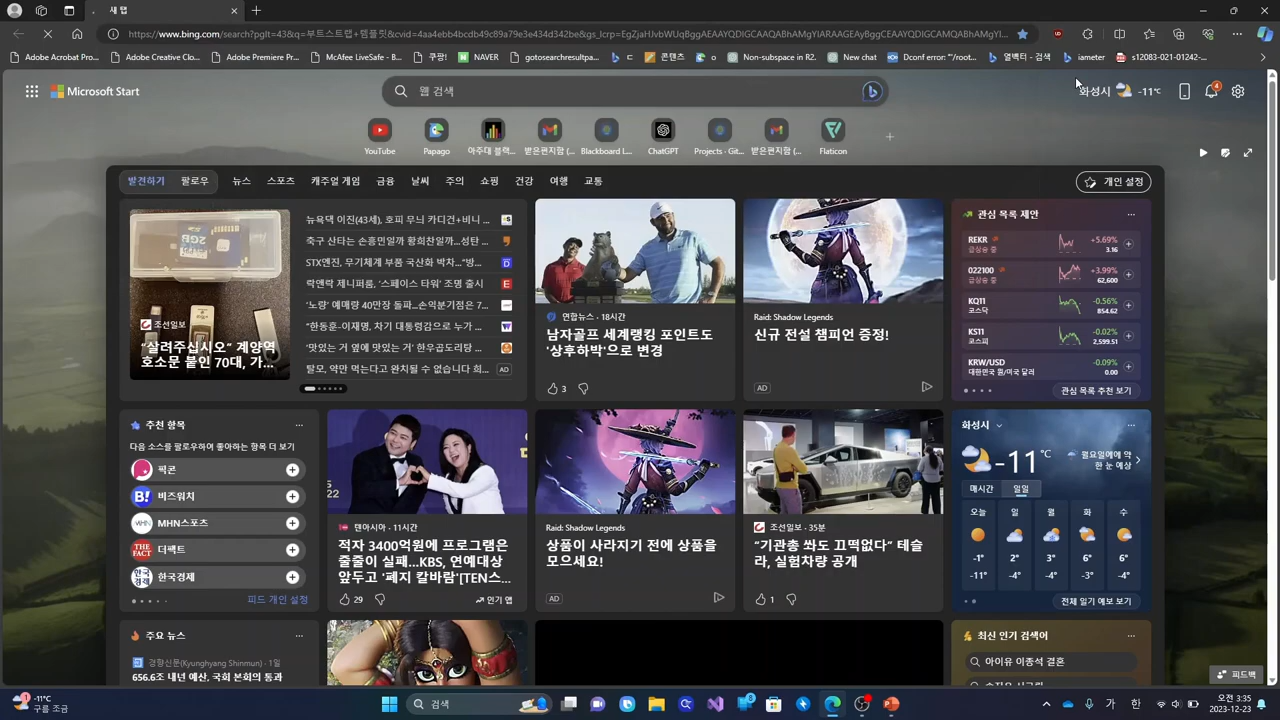 새 탭
https://www.bing.com/search?pglt=43&q=부트스트랩+템플릿&cvid=4aa4ebb4bcdb49c89a79e3e434d342be&gs_lcrp=
Adobe Acrobat Pro...
Adobe Creative Clo...
Adobe Premiere Pro...
McAfee LiveSafe - B...
쿠팡!
NAVER
gotosearchresultpa...
C
콘텐츠
o
Nonsubspace in R2.
New chat
Dconf error: "/root...
열벡터 - 검색
iameter
s12083-021-01242-...
Microsoft Start
웹 검색
화성시
-11°C
4
YouTube
Papago
아주대 블랙...
받은편지함 (...
Blackboard L...
ChatGPT
Projects · Git...
받은편지함 (...
Flaticon
발견하기
팔로우
뉴스
스포츠
캐주얼 게임
금융
날씨
주의
쇼핑
건강
여행
교통
개인 설정
2GB
조선일보
"살려주십시오" 계양역
호소문 붙인 70대, 가...
뉴욕댁 이진(43세), 호피 무늬 카디건+비니 ...
축구 산타는 손흥민일까 황희찬일까...성탄 ...
STX엔진, 무기체계 부품 국산화 박차..."방...
락앤락 제니퍼룸, '스페이스 타워' 조명 출시
'노량' 예매량 40만장 돌파...손익분기점은 7...
"한동훈·이재명, 차기 대통령감으로 누가 ...
'맛있는 거 옆에 맛있는 거' 한우곱도리탕 ...
탈모, 약만 먹는다고 완치될 수 없습니다 희...
AD
연합뉴스 · 18시간
남자골프 세계랭킹 포인트도
'상후하박'으로 변경
3
Raid: Shadow Legends
신규 전설 챔피언 증정!
AD
관심 목록 제안
REKR
급상승 중
+5.69%
3.16
022100
급상승 중
+3.99%
62,600
KQ11
코스닥
-0.56%
854.62
KS11
코스피
-0.02%
2,599.51
KRW/USD
대한민국 원/미국 달러
-0.09%
0.00
관심 목록 추천 보기
추천 항목
다음 소스를 팔로우하여 좋아하는 항목 더 보기
픽콘
비즈워치
MHN스포츠
더팩트
한국경제
피드 개인 설정
텐아시아 · 11시간
적자 3400억원에 프로그램은
줄줄이 실패...KBS, 연예대상
앞두고 '폐지 칼바람'[TEN스...
29
인기 앱
Raid: Shadow Legends
상품이 사라지기 전에 상품을
모으세요!
AD
조선일보 · 35분
"기관총 쏴도 끄떡없다" 테슬
라, 실험차량 공개
1
화성시
-11°C
월요일에에 약
한 눈 예상
매시간
일일
오늘
일
월
화
수
-1°
2°
3°
6°
6°
-11°
-4°
-4°
-3°
-4°
전체 일기 예보 보기
주요 뉴스
경향신문(Kyunghyang Shinmun) · 1일
656.6조 내년 예산, 국회 본회의 통과
최신 인기 검색어
아이유 이종석 결혼
피드백
-11°C
구름 조금
검색
가
한
오전 3:35
2023-12-23